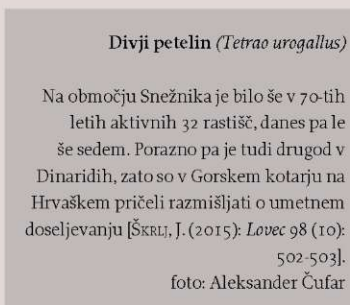 Divji petelin (Tetrao urogallus)
Na območju Snežnika je bilo še v 70-tih
letih aktivnih 32 rastišč, danes pa le
še sedem. Porazno pa je tudi drugod v
Dinaridih, zato so v Gorskem kotarju na
Hrvaškem pričeli razmišljati o umetnem
doseljevanju [Škrlj, J. (2015): Lovec 98 (10):
502-503].
foto: Aleksander Čufar